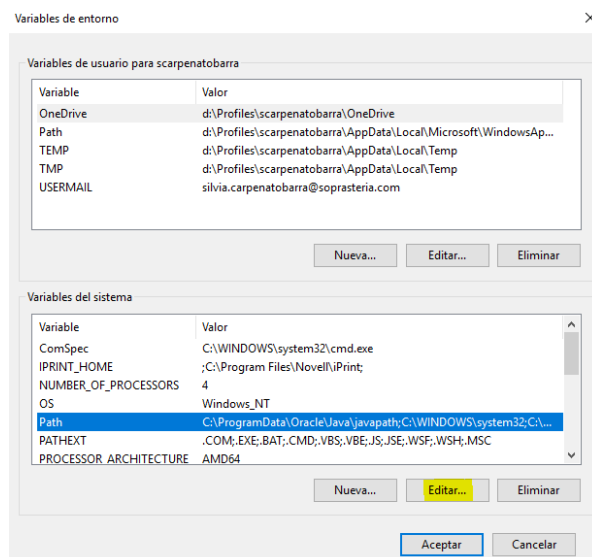 Variables de entorno
Variables de usuario para scarpenatobarra
Variable Valor
OneDrive d:\Profiles\scarpenatobarra\OneDrive
Path d:\Profiles\scarpenatobarra\AppData\Local\Microsoft\WindowsAp...
TEMP d:\Profiles\scarpenatobarra\AppData\Local\Temp
TMP d:\Profiles\scarpenatobarra\AppData\Local\Temp
USERMAIL silvia.carpenatobarra@soprasteria.com
Nueva... Editar... Eliminar
Variables del sistema
Variable Valor
ComSpec C:\WINDOWS\system32\cmd.exe
IPRINT_HOME ;C:\Program Files\Novell\iPrint;
NUMBER_OF_PROCESSORS 4
OS Windows_NT
Path C:\ProgramData\Oracle\Java\javapath;C:\WINDOWS\system32;C:\...
PATHEXT .COM;.EXE;.BAT;.CMD;.VBS;.VBE;.JS;.JSE;.WSF;.WSH;.MSC
PROCESSOR_ARCHITECTURE AMD64
Nueva... Editar... Eliminar
Aceptar Cancelar